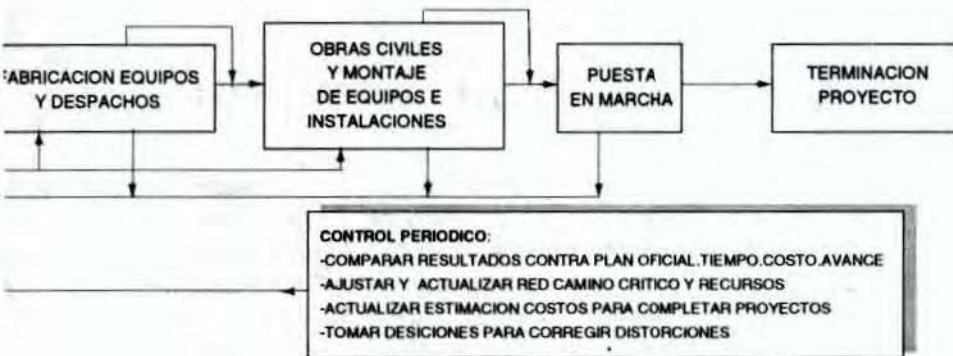 FABRICACION EQUIPOS
Y DESPACHOS
OBRAS CIVILES
Y MONTAJE
DE EQUIPOS E
INSTALACIONES
PUESTA
EN MARCHA
TERMINACION
PROYECTO
CONTROL PERIODICO:
-COMPARAR RESULTADOS CONTRA PLAN OFICIAL.TIEMPO.COSTO.AVANCE
-AJUSTAR Y ACTUALIZAR RED CAMINO CRITICO Y RECURSOS
-ACTUALIZAR ESTIMACION COSTOS PARA COMPLETAR PROYECTOS
-TOMAR DESICIONES PARA CORREGIR DISTORCIONES